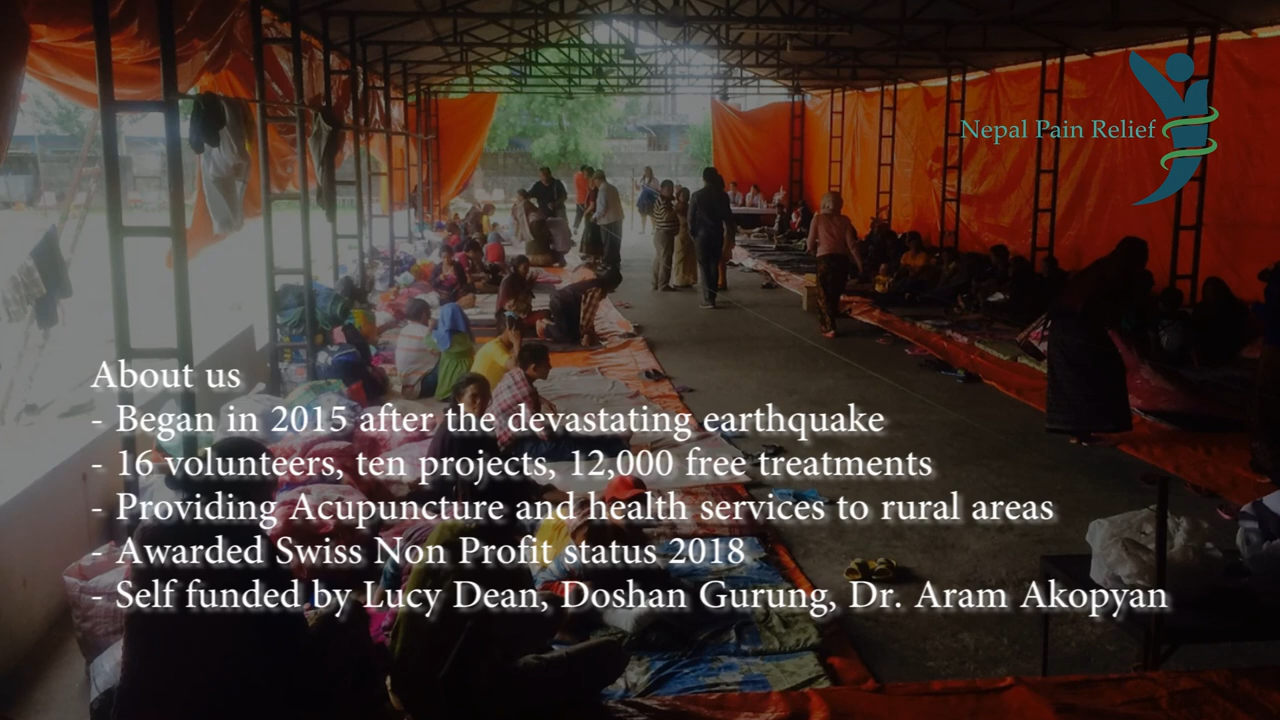 Nepal Pain Relief
About us
- Began in 2015 after the devastating earthquake
- 16 volunteers, ten projects, 12,000 free treatments
- Providing Acupuncture and health services to rural areas
- Awarded Swiss Non Profit status 2018
- Self funded by Lucy Dean, Doshan Gurung, Dr. Aram Akopyan